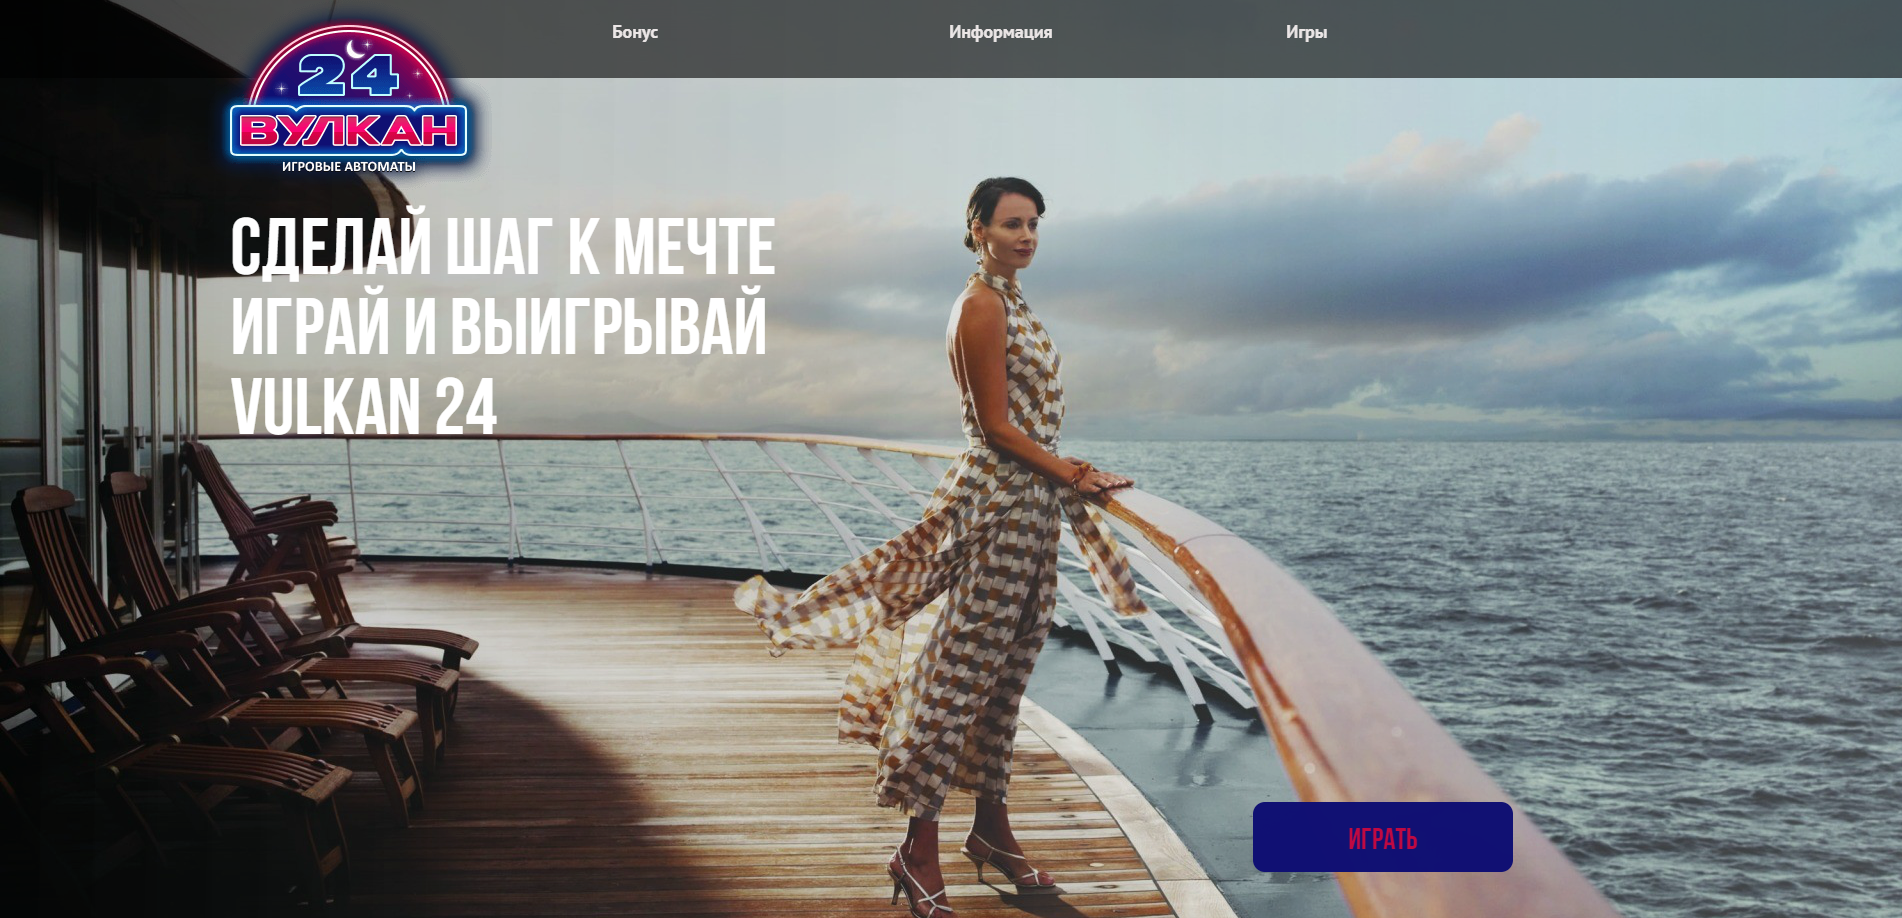 Бонус
Информация
Игры
24
ВУЛКАН
ИГРОВЫЕ АВТОМАТЫ
СДЕЛАЙ ШАГ К МЕЧТЕ
ИГРАЙ И ВЫИГРЫВАЙ
VULKAN 24
ИГРАТЬ